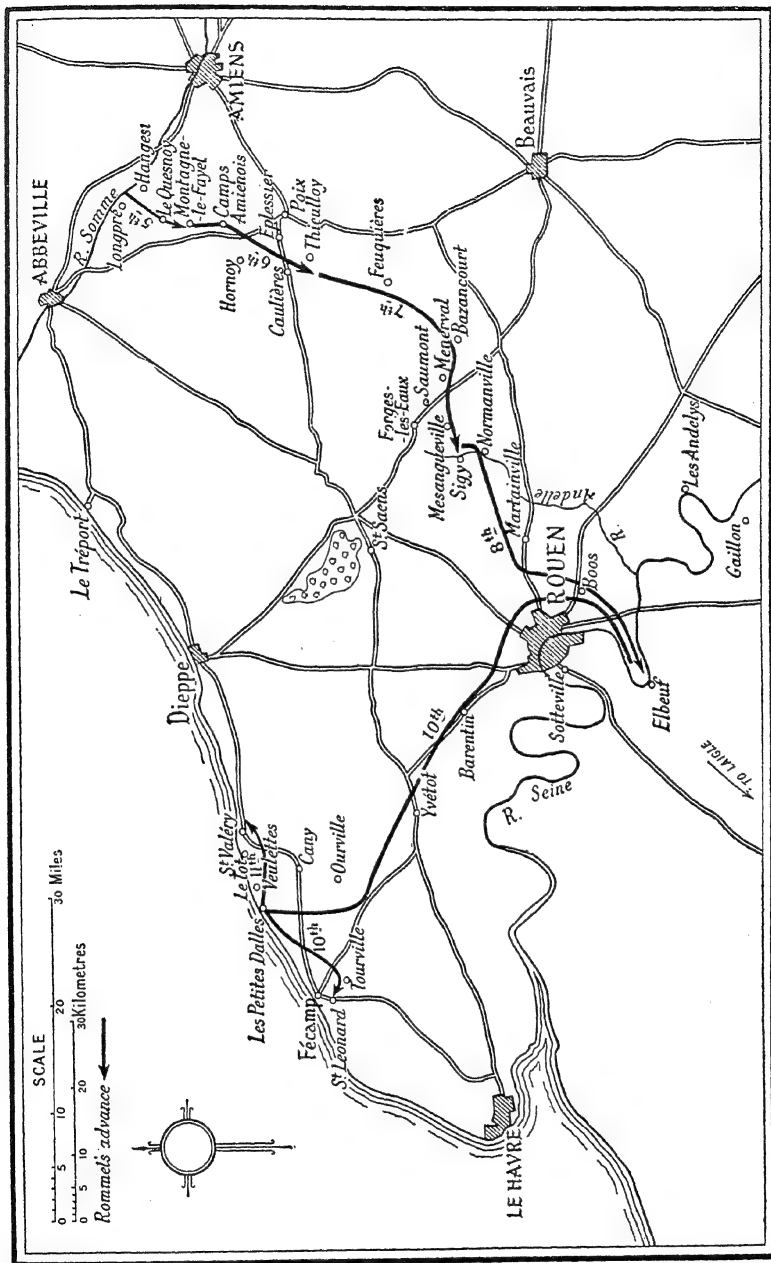 SCALE
0 5 10 20 30 Miles
0 5 10 20 30 Kilometres
Rommel's advance
ABBEVILLE
R. Somme
Longpré
Hangest
5th
Le Quesnoy
Montagne-
-le-Fayel
Camps
Amienois
AMIENS
Hornoy
6th
Eplessier
Poix
Caulières
Thieulloy
Feuquières
7th
Beauvais
Le Tréport
Forges-
-les-Eaux
Saumont
Menerval
Bazancourt
Mesangueville
Sigy
Normanville
St Saens
Dieppe
Martainville
8th
R. Andelle
Les Andelys
Gaillon
ROUEN
Boos
Sotteville
Elbeuf
St Valéry
Le Tot
11th
Veulettes
Cany
Ourville
Les Petites Dalles
10th
Fécamp
St Léonard
Tourville
10th
Barentin
Yvétot
R. Seine
TO LAIGLE
LE HAVRE